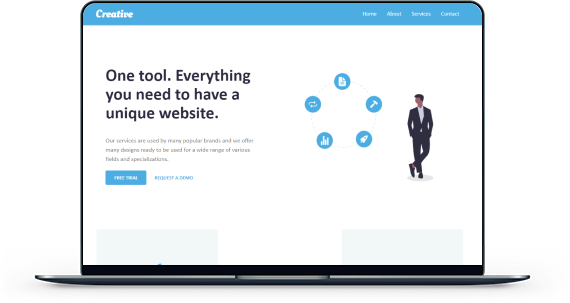 Creative
Home About Services Contact
One tool. Everything
you need to have a
unique website.
Our services are used by many popular brands and we offer
many designs ready to be used for a wide range of various
fields and specializations.
FREE TRIAL REQUEST A DEMO